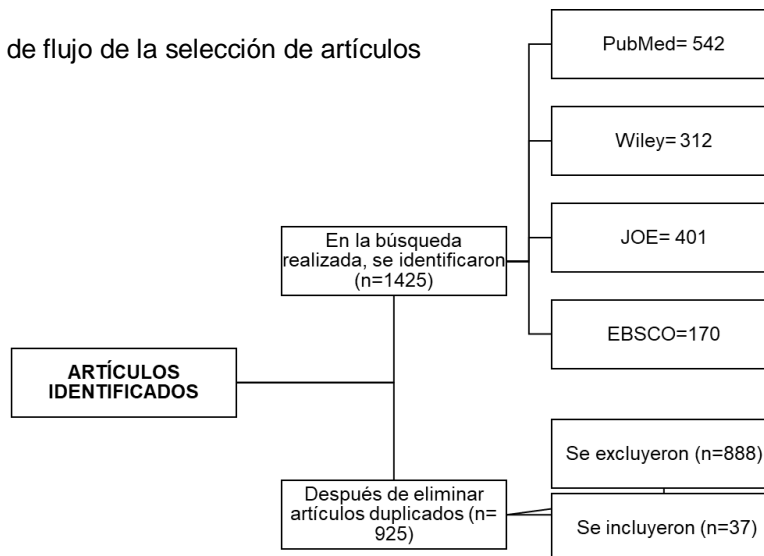 de flujo de la selección de artículos
PubMed= 542
Wiley= 312
En la búsqueda
realizada, se identificaron
(n=1425)
JOE= 401
EBSCO=170
ARTÍCULOS
IDENTIFICADOS
Después de eliminar
artículos duplicados (n=
925)
Se excluyeron (n=888)
Se incluyeron (n=37)